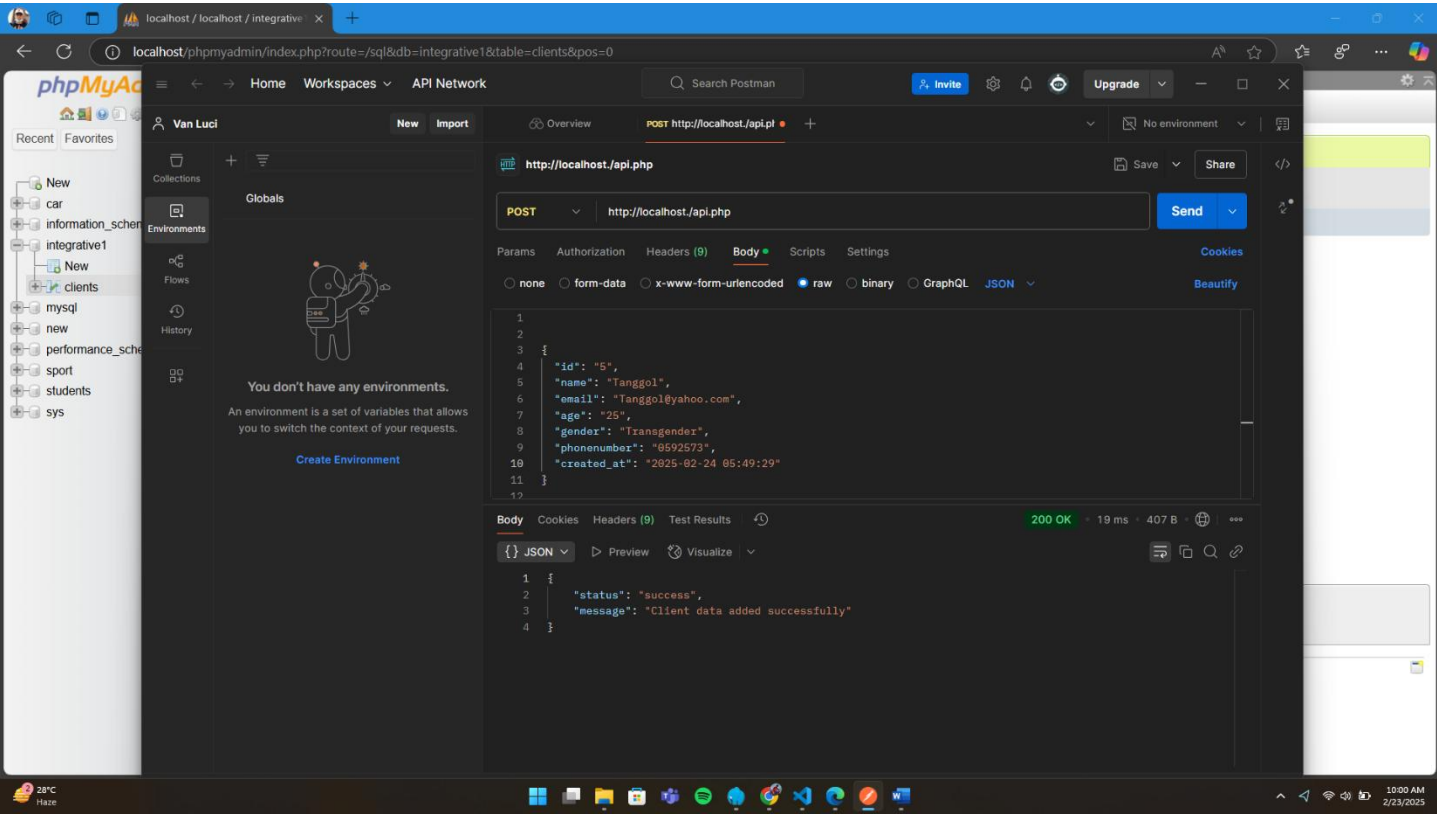 localhost / localhost / integrative
localhost/phpmyadmin/index.php?route=/sql&db=integrative1&table=clients&pos=0
phpMyAd
Recent Favorites
New
car
information_schem
integrative1
New
clients
mysql
new
performance_sche
sport
students
sys
Home Workspaces API Network Search Postman Invite Upgrade
Van Luci New Import Overview POST http://localhost./api.pl No environment
Collections
Environments
Flows
History
Globals
You don't have any environments.
An environment is a set of variables that allows
you to switch the context of your requests.
Create Environment
HTTP http://localhost./api.php Save Share
POST http://localhost./api.php Send
Params Authorization Headers (9) Body Scripts Settings Cookies
none form-data x-www-form-urlencoded raw binary GraphQL JSON Beautify
1
2
3 {
4 "id": "5",
5 "name": "Tanggol",
6 "email": "Tanggol@yahoo.com",
7 "age": "25",
8 "gender": "Transgender",
9 "phonenumber": "0592573",
10 "created_at": "2025-02-24 05:49:29"
11 }
12
Body Cookies Headers (9) Test Results 200 OK 19 ms 407 B
{} JSON Preview Visualize
1 {
2 "status": "success",
3 "message": "Client data added successfully"
4 }
28°C
Haze
10:00 AM
2/23/2025